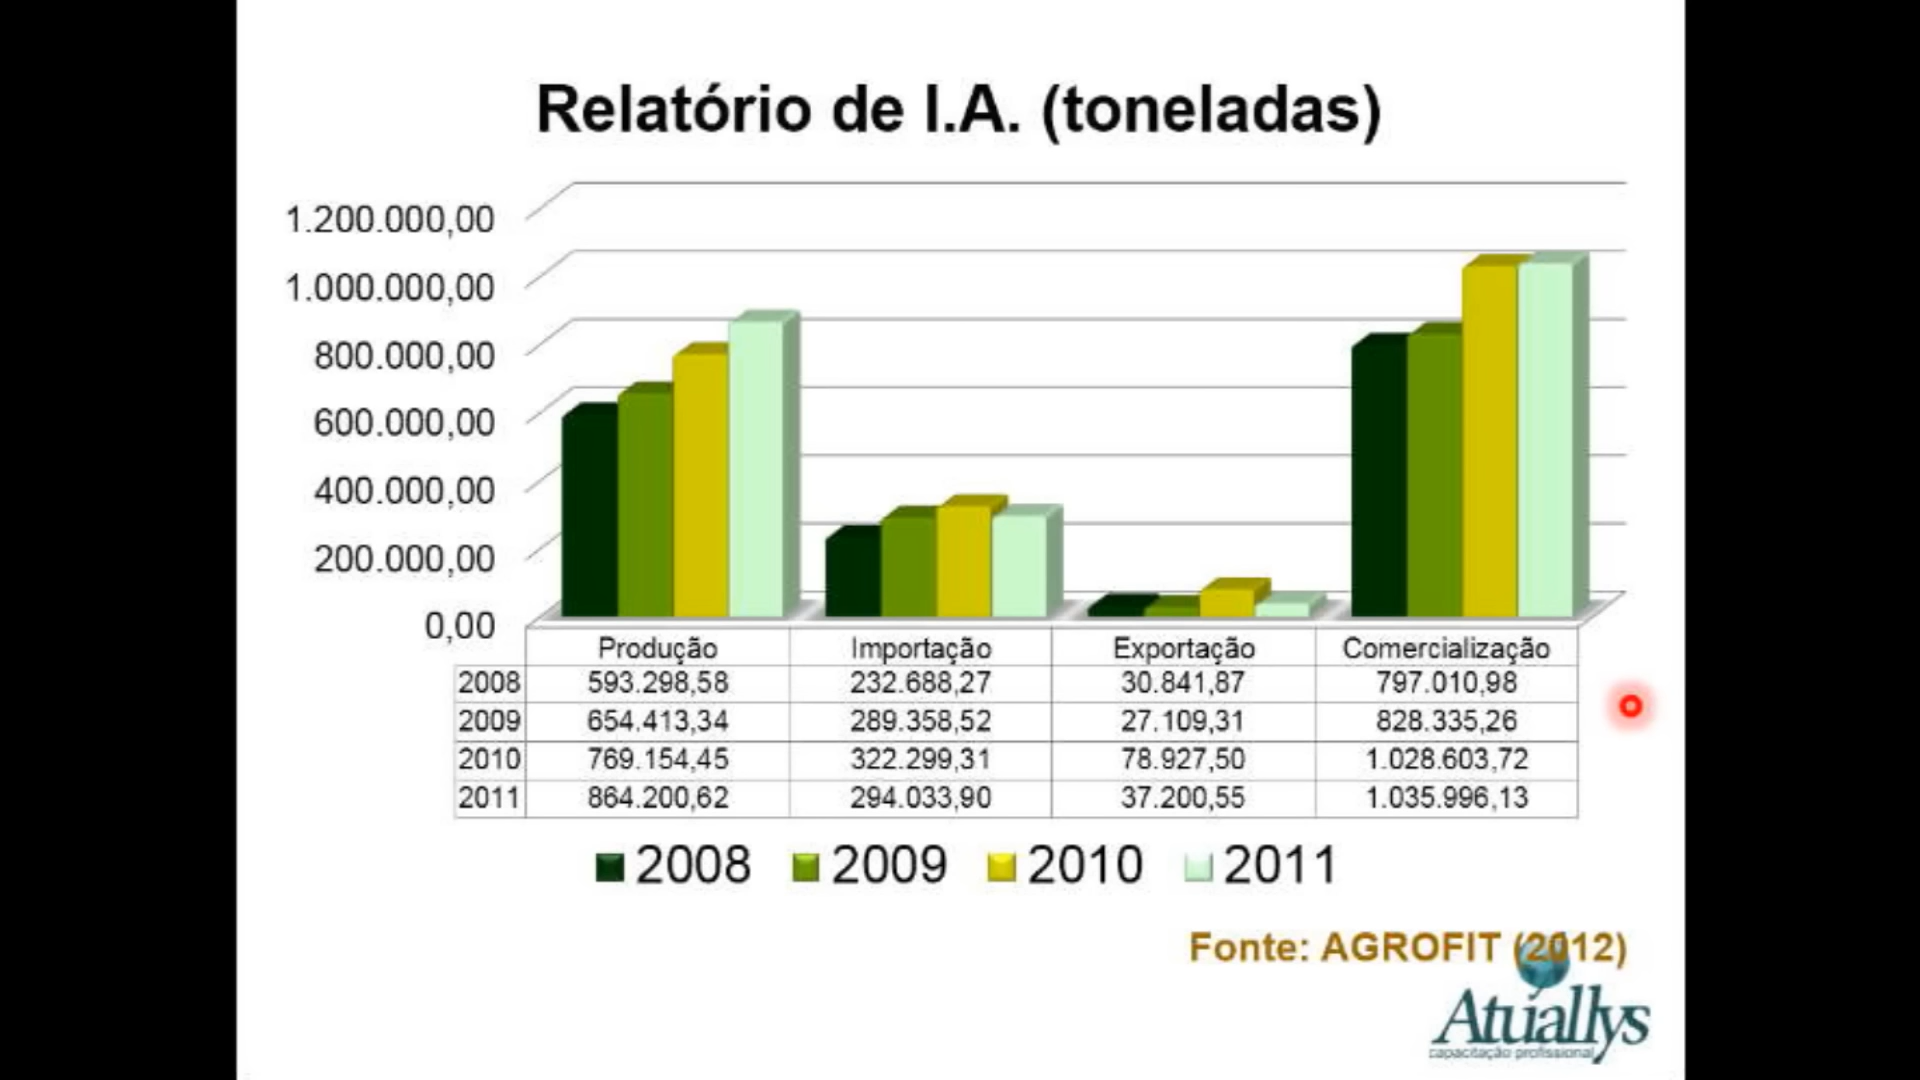 Relatório de I.A. (toneladas)
1.200.000,00
1.000.000,00
800.000,00
600.000,00
400.000,00
200.000,00
0,00
Produção Importação Exportação Comercialização
2008 593.298,58 232.688,27 30.841,87 797.010,98
2009 654.413,34 289.358,52 27.109,31 828.335,26
2010 769.154,45 322.299,31 78.927,50 1.028.603,72
2011 864.200,62 294.033,90 37.200,55 1.035.996,13
2008 2009 2010 2011
Fonte: AGROFIT (2012)
Atuallys
capacitação profissional